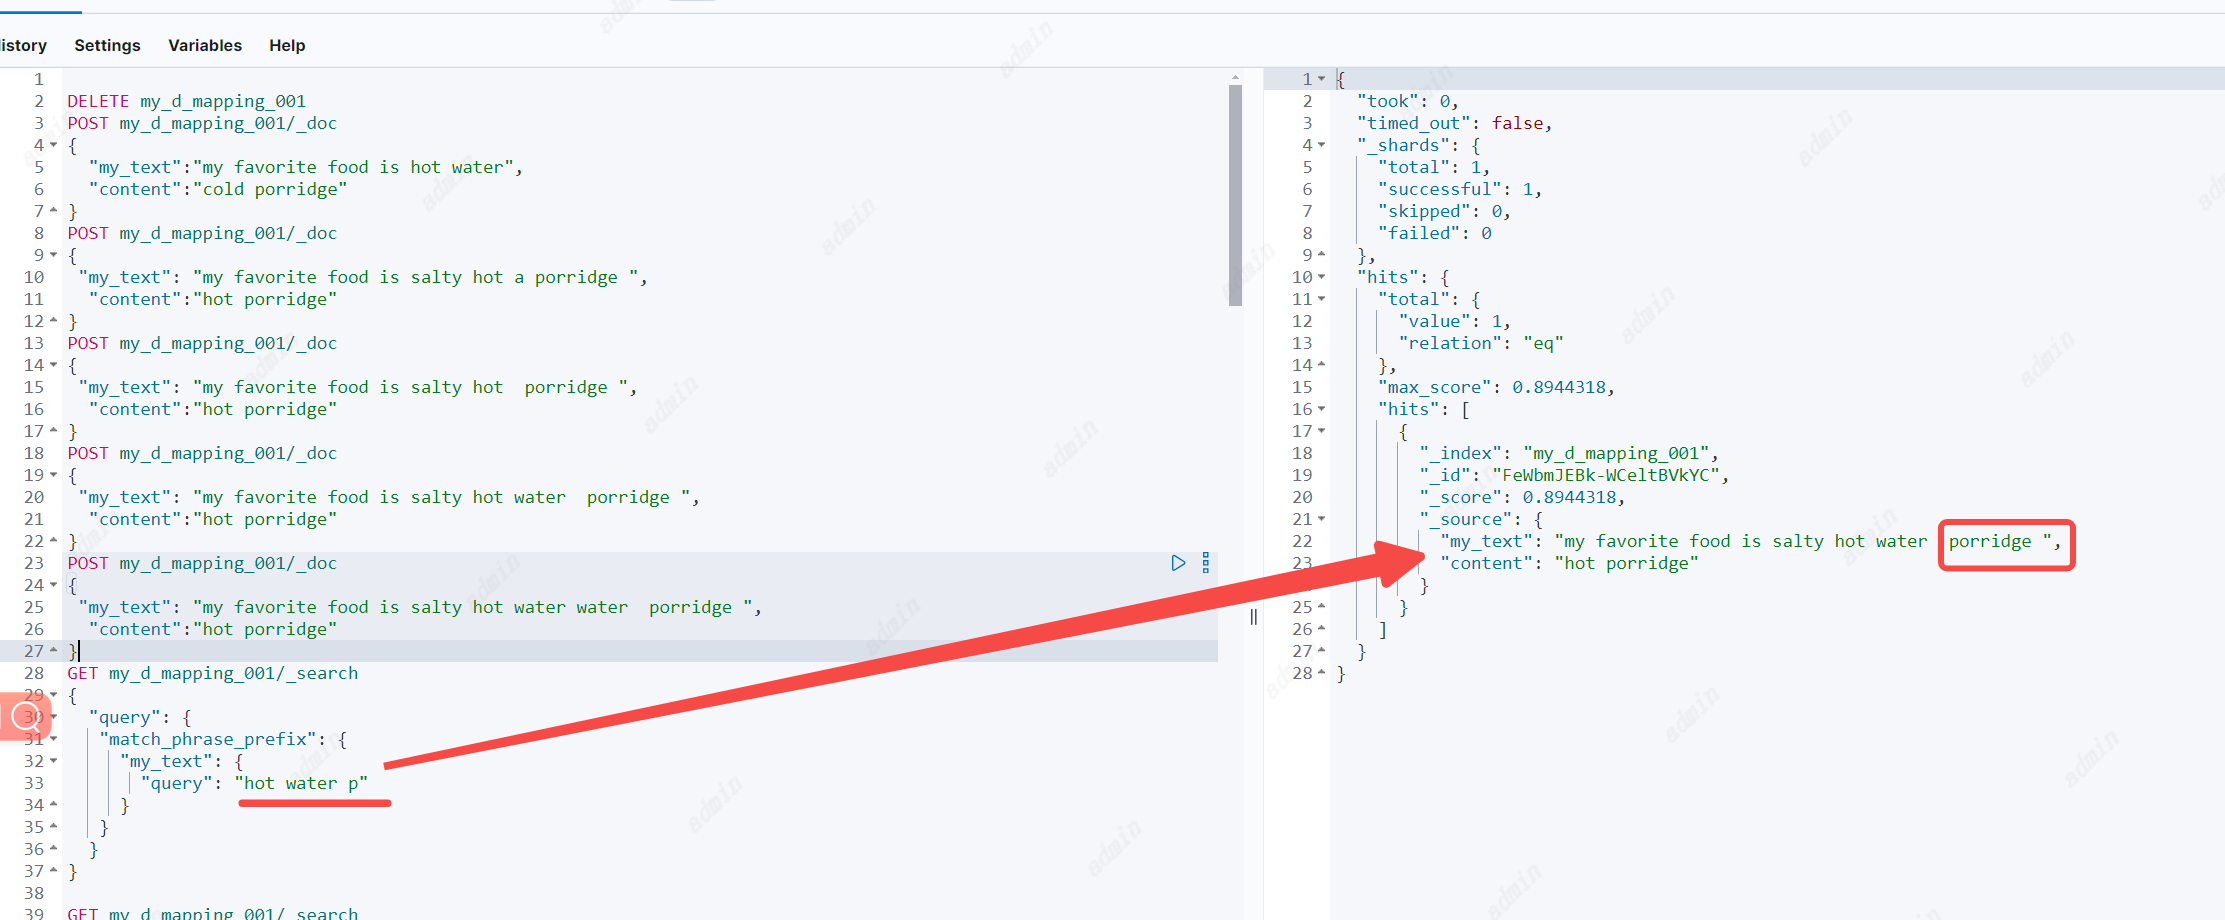 istory Settings Variables Help
1
2 DELETE my_d_mapping_001
3 POST my_d_mapping_001/_doc
4 {
5 "my_text":"my favorite food is hot water",
6 "content":"cold porridge"
7 }
8 POST my_d_mapping_001/_doc
9 {
10 "my_text": "my favorite food is salty hot a porridge ",
11 "content":"hot porridge"
12 }
13 POST my_d_mapping_001/_doc
14 {
15 "my_text": "my favorite food is salty hot  porridge ",
16 "content":"hot porridge"
17 }
18 POST my_d_mapping_001/_doc
19 {
20 "my_text": "my favorite food is salty hot water  porridge ",
21 "content":"hot porridge"
22 }
23 POST my_d_mapping_001/_doc
24 {
25 "my_text": "my favorite food is salty hot water water  porridge ",
26 "content":"hot porridge"
27 }
28 GET my_d_mapping_001/_search
29 {
30 "query": {
31 "match_phrase_prefix": {
32 "my_text": {
33 "query": "hot water p"
34 }
35 }
36 }
37 }
38
39 GET my_d_mapping_001/_search
1 {
2 "took": 0,
3 "timed_out": false,
4 "_shards": {
5 "total": 1,
6 "successful": 1,
7 "skipped": 0,
8 "failed": 0
9 },
10 "hits": {
11 "total": {
12 "value": 1,
13 "relation": "eq"
14 },
15 "max_score": 0.8944318,
16 "hits": [
17 {
18 "_index": "my_d_mapping_001",
19 "_id": "FeWbmJEBk-WCeltBVkYC",
20 "_score": 0.8944318,
21 "_source": {
22 "my_text": "my favorite food is salty hot water  porridge ",
23 "content": "hot porridge"
}
25 }
26 ]
27 }
28 }
admin